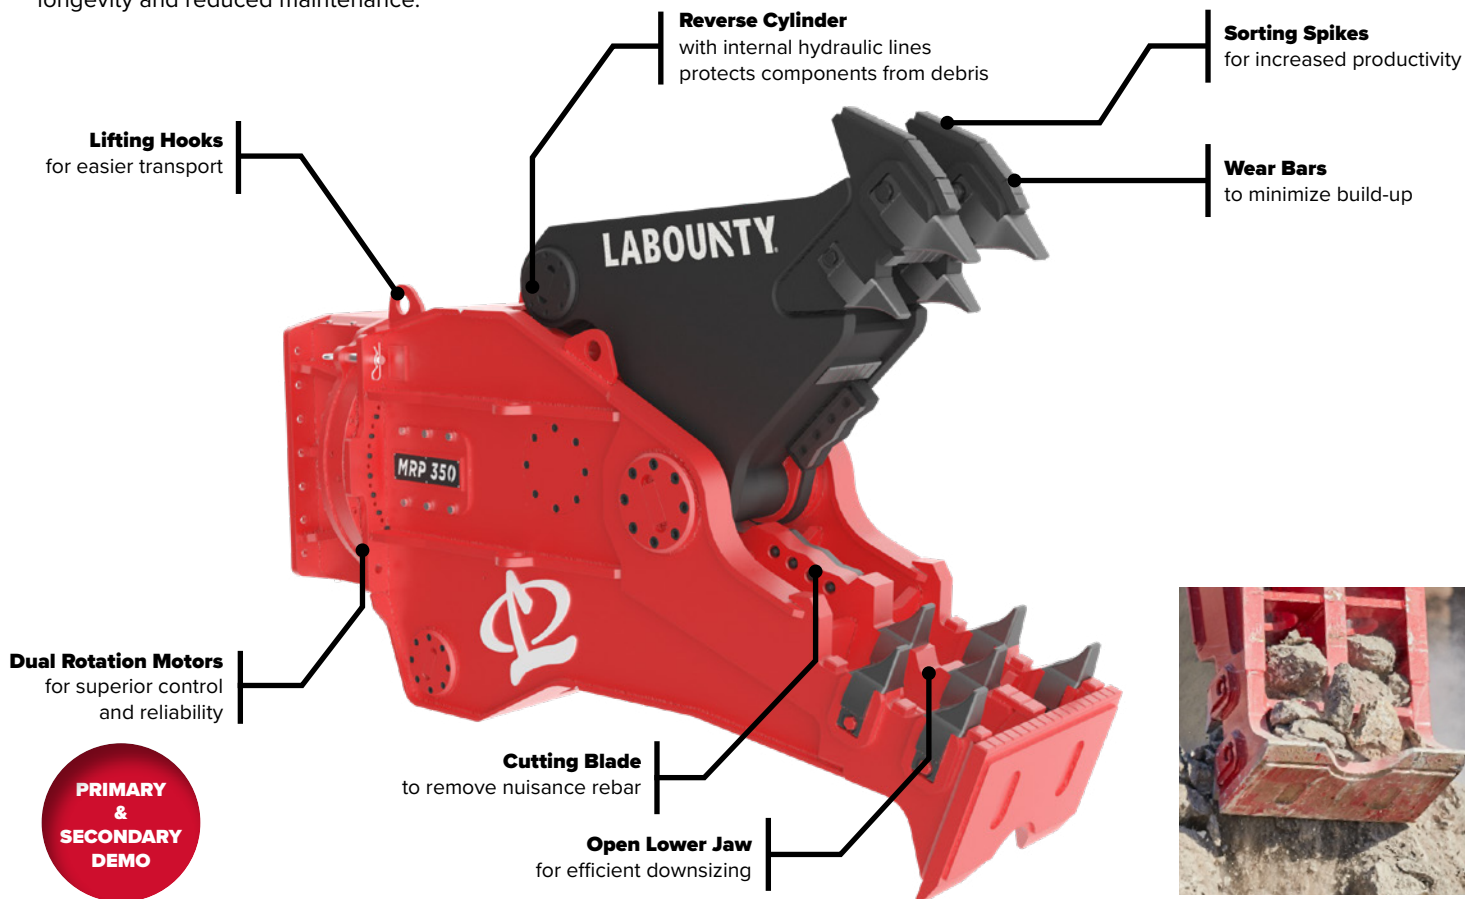 longevity and reduced maintenance.
Reverse Cylinder
with internal hydraulic lines
protects components from debris
Sorting Spikes
for increased productivity
Lifting Hooks
for easier transport
Wear Bars
to minimize build-up
LABOUNTY
MRP 350
Dual Rotation Motors
for superior control
and reliability
Cutting Blade
to remove nuisance rebar
PRIMARY
&
SECONDARY
DEMO
Open Lower Jaw
for efficient downsizing